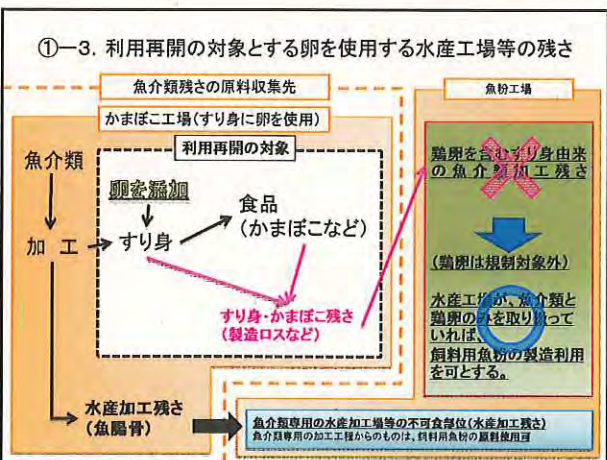 ①－3．利用再開の対象とする卵を使用する水産工場等の残さ
魚介類残さの原料収集先
かまぼこ工場(すり身に卵を使用)
利用再開の対象
魚介類
卵を添加
食品
(かまぼこなど)
加 工
すり身
すり身・かまぼこ残さ
(製造ロスなど)
水産加工残さ
(魚腸骨)
魚粉工場
鶏卵を含むすり身由来
の魚介類加工残さ
(鶏卵は規制対象外)
水産工場が、魚介類と
鶏卵のみを取り扱って
いれば、
飼料用魚粉の製造利用
を可とする。
魚介類専用の水産加工場等の不可食部位(水産加工残さ)
魚介類専用の加工工程からのものは、飼料用魚粉の原料使用可